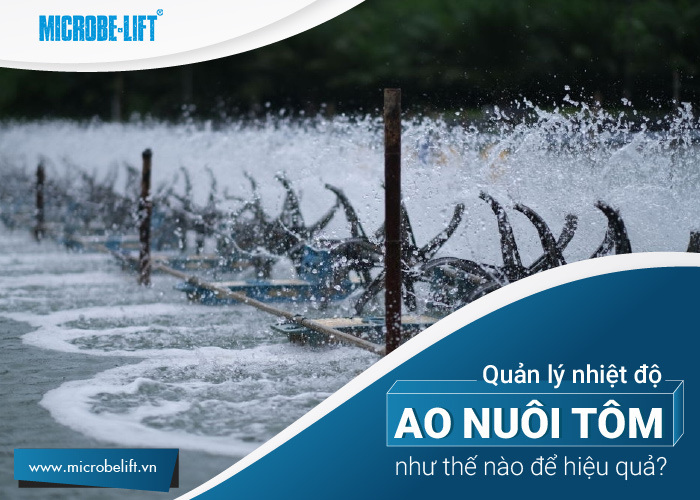 MICROBE-LIFT®
Quản lý nhiệt độ
AO NUÔI TÔM
như thế nào để hiệu quả?
www.microbelift.vn